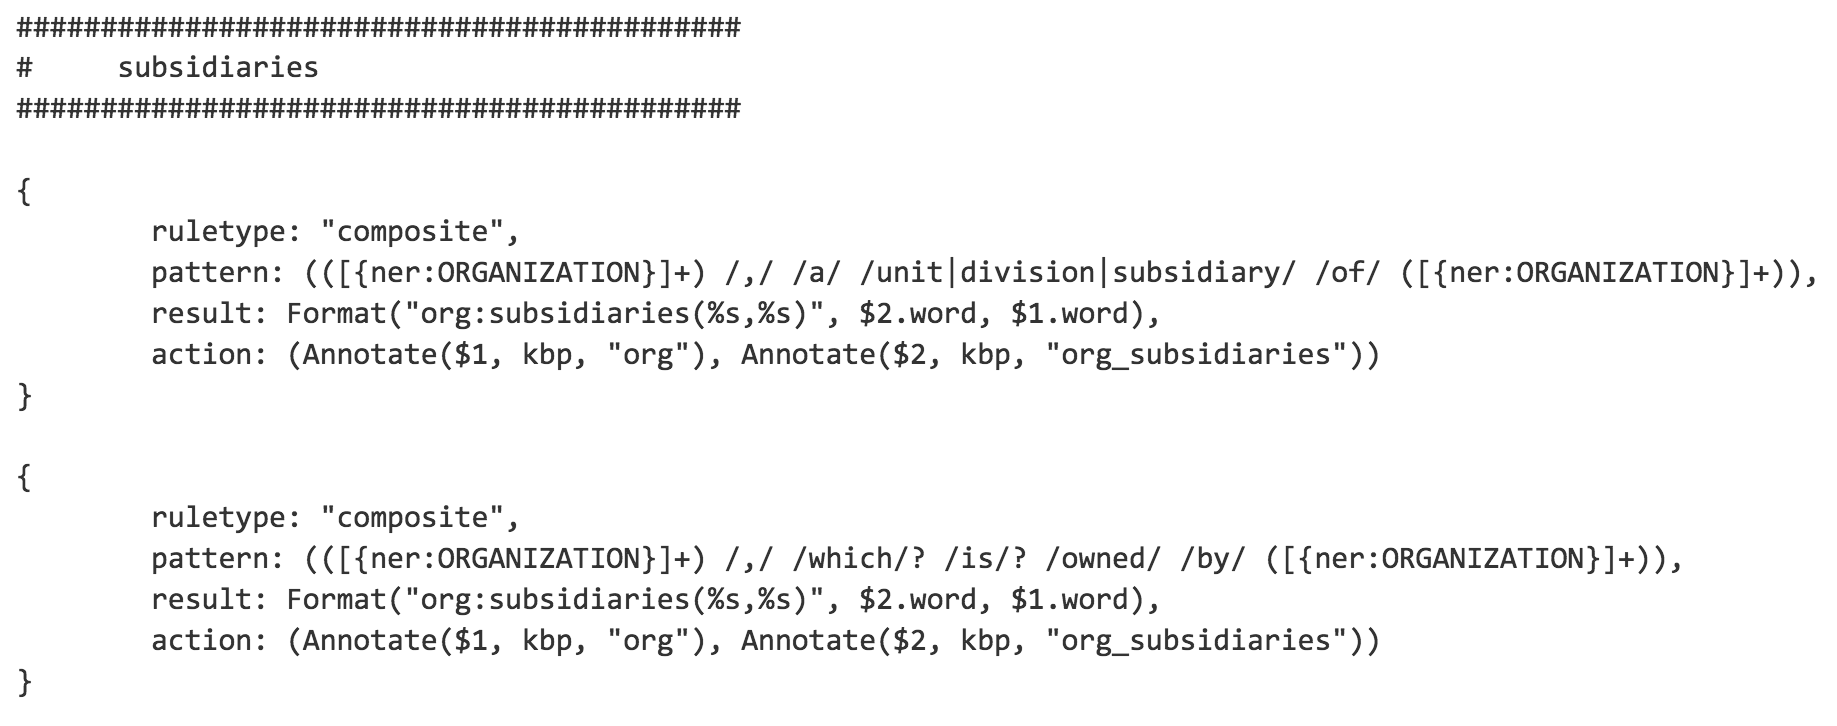 ###########################################
#     subsidiaries
###########################################
{
        ruletype: "composite",
        pattern: (([{ner:ORGANIZATION}]+) /,/ /a/ /unit|division|subsidiary/ /of/ ([{ner:ORGANIZATION}]+)),
        result: Format("org:subsidiaries(%s,%s)", $2.word, $1.word),
        action: (Annotate($1, kbp, "org"), Annotate($2, kbp, "org_subsidiaries"))
}
{
        ruletype: "composite",
        pattern: (([{ner:ORGANIZATION}]+) /,/ /which/? /is/? /owned/ /by/ ([{ner:ORGANIZATION}]+)),
        result: Format("org:subsidiaries(%s,%s)", $2.word, $1.word),
        action: (Annotate($1, kbp, "org"), Annotate($2, kbp, "org_subsidiaries"))
}